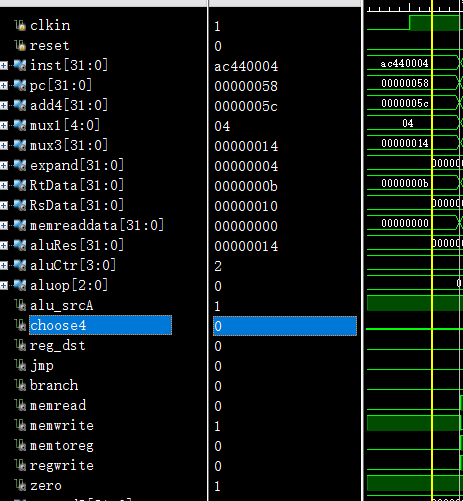 clkin 1
reset 0
inst[31:0] ac440004 ac440004
pc[31:0] 00000058 00000058
add4[31:0] 0000005c 0000005c
mux1[4:0] 04 04
mux3[31:0] 00000014 00000014
expand[31:0] 00000004 00000
RtData[31:0] 0000000b 0000000b
RsData[31:0] 00000010 00000
memreaddata[31:0] 00000000 00000000
aluRes[31:0] 00000014 00000
aluCtr[3:0] 2
aluop[2:0] 0 0
alu_srcA 1
choose4 0
reg_dst 0
jmp 0
branch 0
memread 0
memwrite 1
memtoreg 0
regwrite 0
zero 1